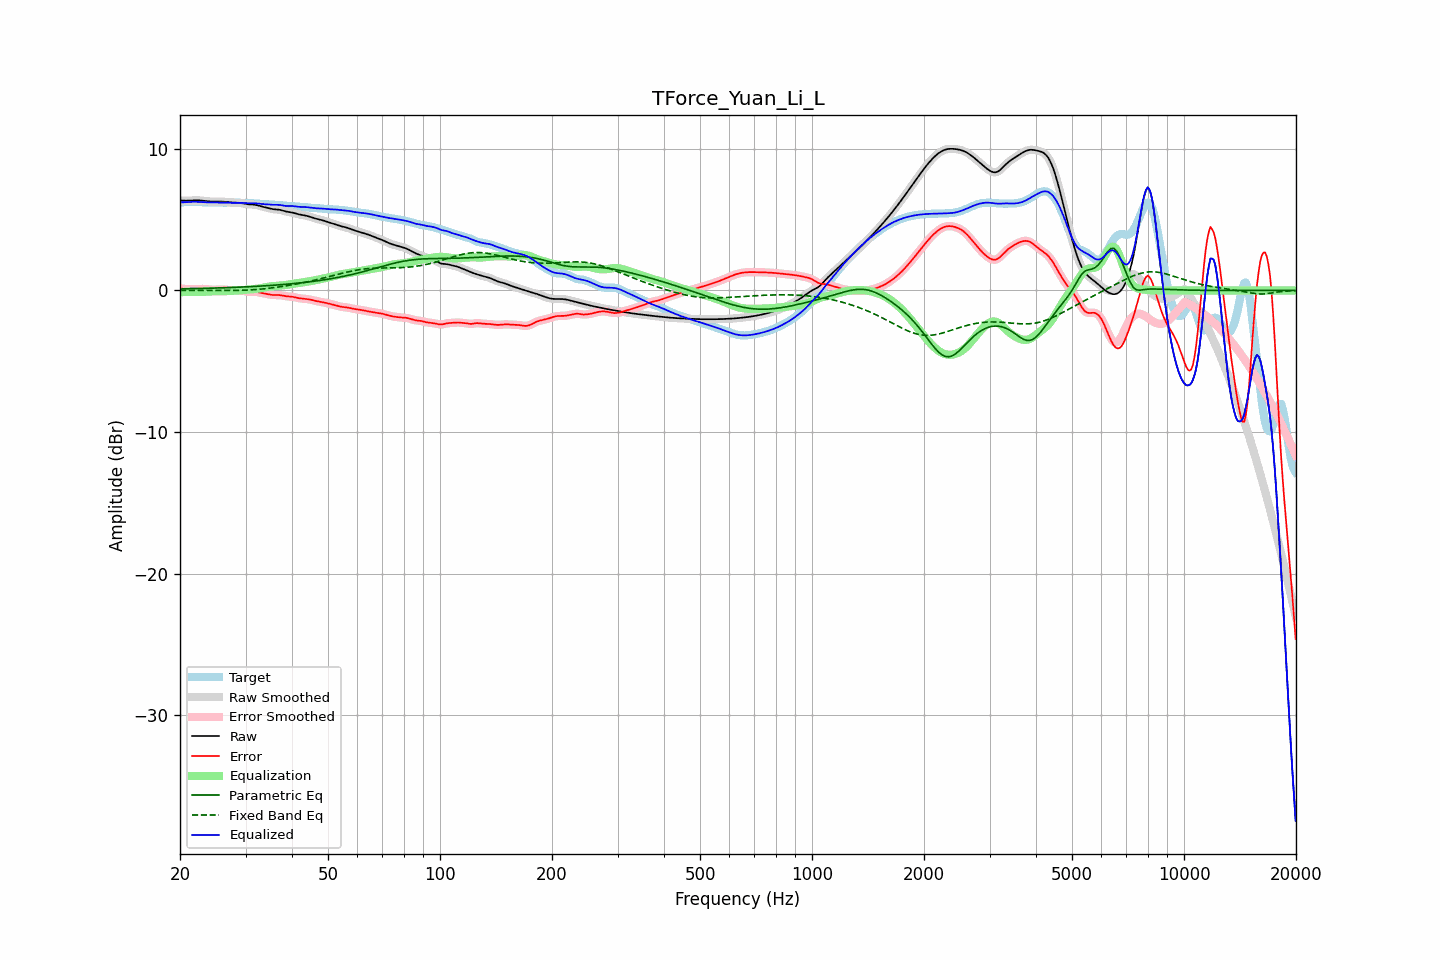 TForce_Yuan_Li_L
10
0
−10
−20
−30
Amplitude (dBr)
Target
Raw Smoothed
Error Smoothed
Raw
Error
Equalization
Parametric Eq
Fixed Band Eq
Equalized
20 50 100 200 500 1000 2000 5000 10000 20000
Frequency (Hz)